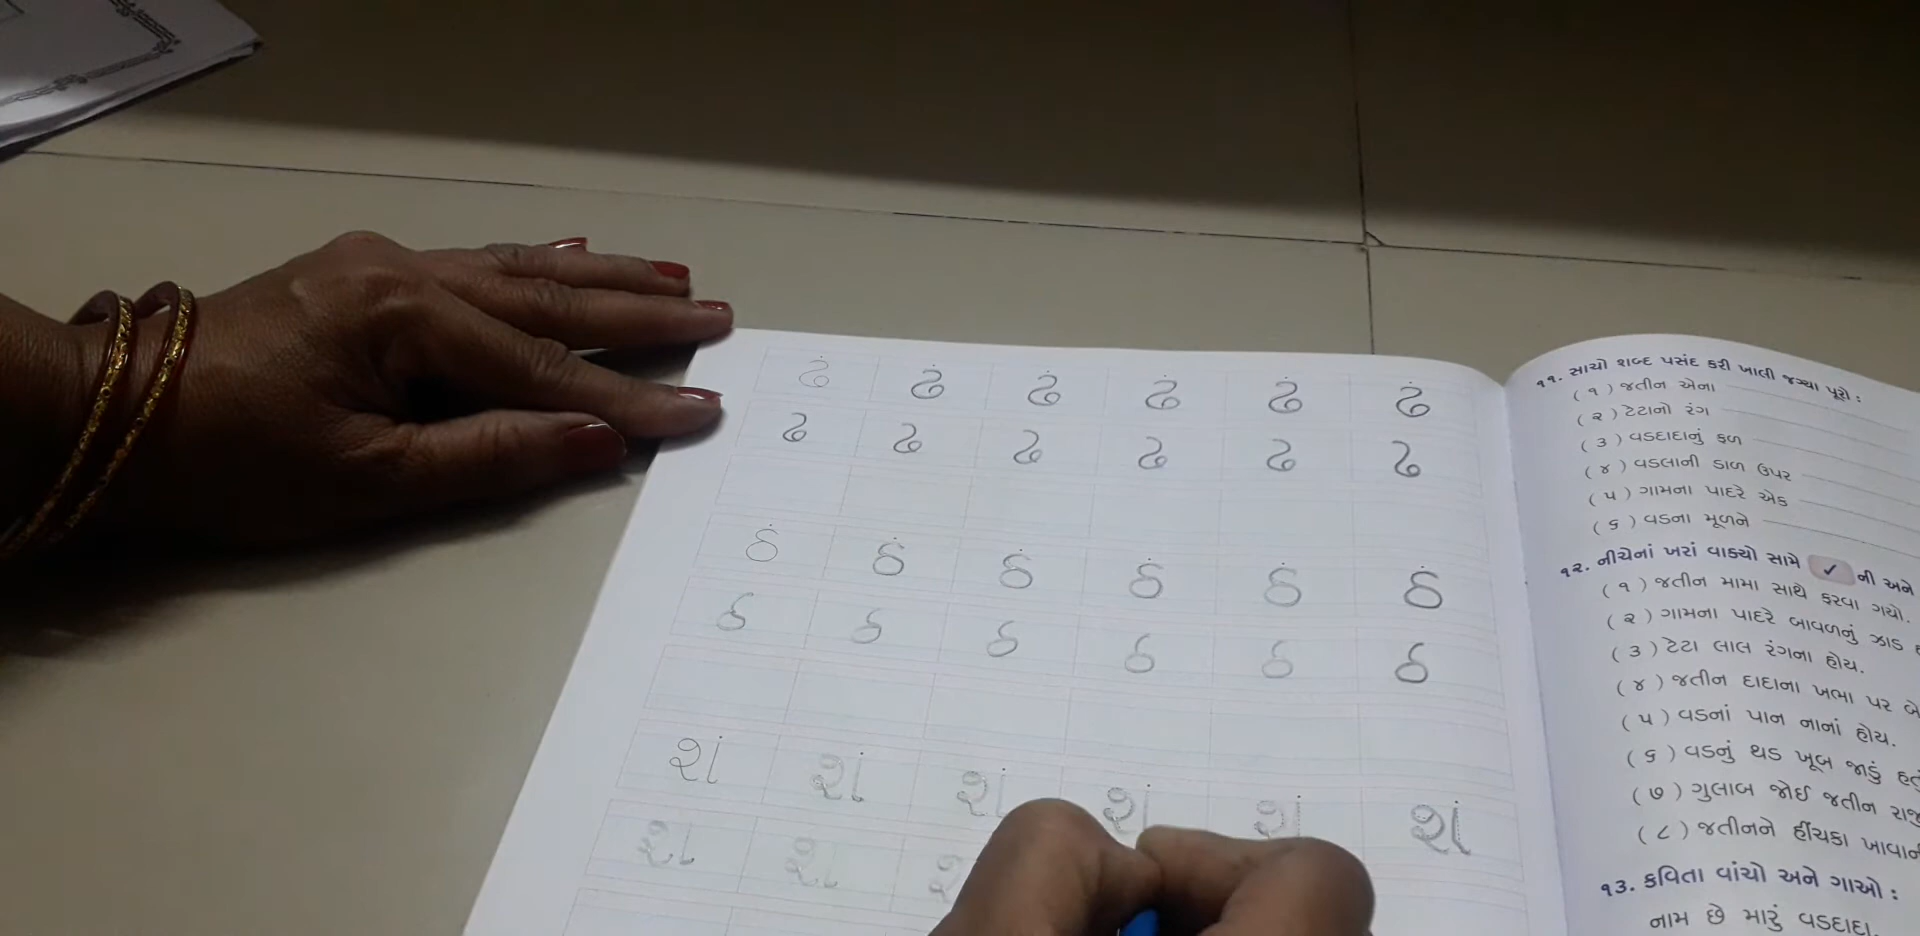 ઢં ઢં ઢં ઢં ઢં ઢં
ઢ ઢ ઢ ઢ ઢ ઢ
ઠં ઠં ઠં ઠં ઠં ઠં
ઠ ઠ ઠ ઠ ઠ ઠ
શં શં શં શં શં શં
શ શ શ
૧૧. સાચો શબ્દ પસંદ કરી ખાલી જગ્યા પૂરો :
(૧) જતીન એના
(૨) ટેટાનો રંગ
(૩) વડદાદાનું ફળ
(૪) વડલાની ડાળ ઉપર
(૫) ગામના પાદરે એક
(૬) વડના મૂળને
૧૨. નીચેનાં ખરાં વાક્યો સામે ✓ ની અને
(૧) જતીન મામા સાથે ફરવા ગયો.
(૨) ગામના પાદરે બાવળનું ઝાડ
(૩) ટેટા લાલ રંગના હોય.
(૪) જતીન દાદાના ખભા પર
(૫) વડનાં પાન નાનાં હોય.
(૬) વડનું થડ ખૂબ જાડું
(૭) ગુલાબ જોઈ જતીન
(૮) જતીનને હીંચકા
૧૩. કવિતા વાંચો અને ગાઓ :
નામ છે મારું વડદાદા.